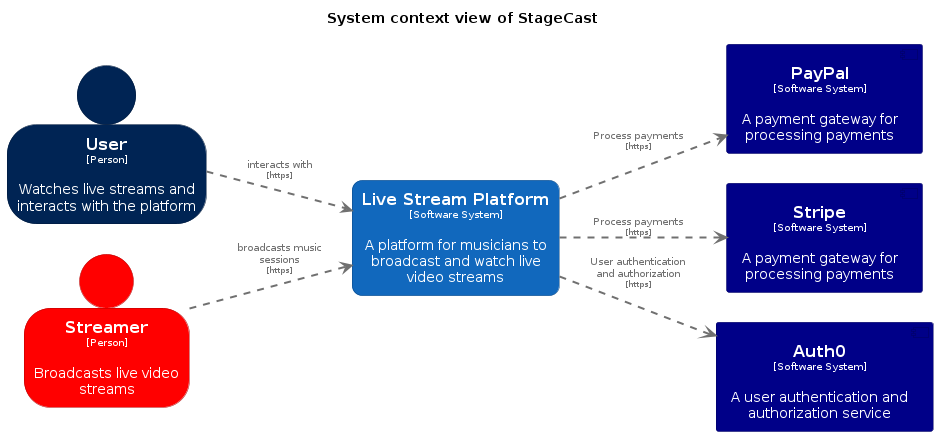 System context view of StageCast
User
[Person]
Watches live streams and
interacts with the platform
Streamer
[Person]
Broadcasts live video
streams
interacts with
[https]
broadcasts music
sessions
[https]
Live Stream Platform
[Software System]
A platform for musicians to
broadcast and watch live
video streams
Process payments
[https]
Process payments
[https]
User authentication
and authorization
[https]
PayPal
[Software System]
A payment gateway for
processing payments
Stripe
[Software System]
A payment gateway for
processing payments
Auth0
[Software System]
A user authentication and
authorization service